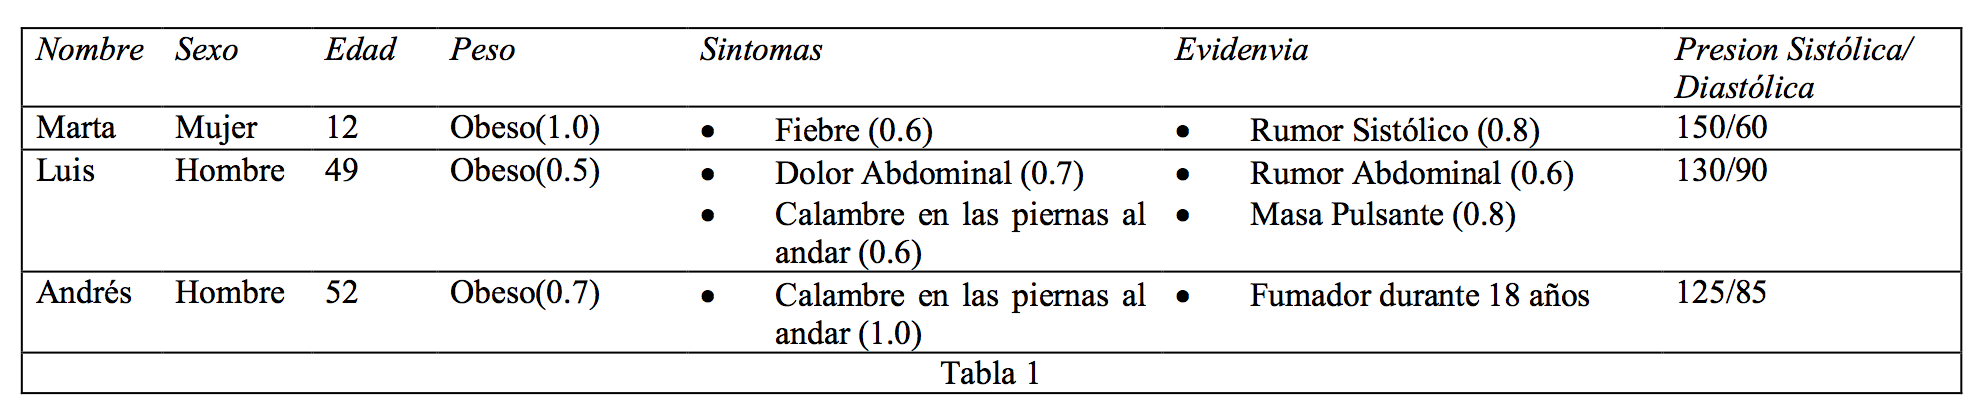 Nombre Sexo Edad Peso Sintomas Evidenvia Presion Sistólica/
Diastólica
Marta Mujer 12 Obeso(1.0) • Fiebre (0.6) • Rumor Sistólico (0.8) 150/60
Luis Hombre 49 Obeso(0.5) • Dolor Abdominal (0.7) • Rumor Abdominal (0.6) 130/90
• Calambre en las piernas al • Masa Pulsante (0.8)
andar (0.6)
Andrés Hombre 52 Obeso(0.7) • Calambre en las piernas al • Fumador durante 18 años 125/85
andar (1.0)
Tabla 1